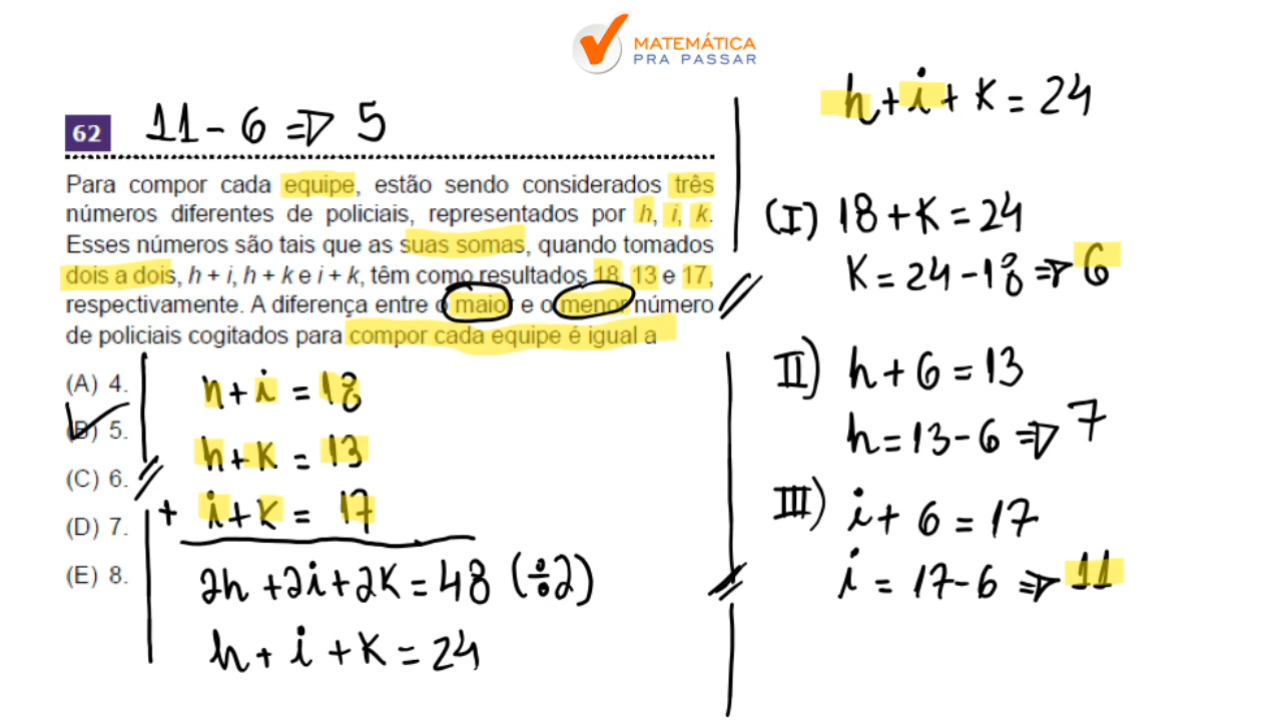 MATEMÁTICA
PRA PASSAR
62
11 - 6 ⇒ 5
Para compor cada equipe, estão sendo considerados três
números diferentes de policiais, representados por h, i, k.
Esses números são tais que as suas somas, quando tomados
dois a dois, h + i, h + k e i + k, têm como resultados 18, 13 e 17,
respectivamente. A diferença entre o maior e o menor número
de policiais cogitados para compor cada equipe é igual a
(A) 4.
(B) 5.
(C) 6.
(D) 7.
(E) 8.
h + i = 18
h + k = 13
+ i + k = 17
2h + 2i + 2k = 48 (÷2)
h + i + k = 24
h + i + k = 24
(I) 18 + k = 24
k = 24 - 18 ⇒ 6
II) h + 6 = 13
h = 13 - 6 ⇒ 7
III) i + 6 = 17
i = 17 - 6 ⇒ 11